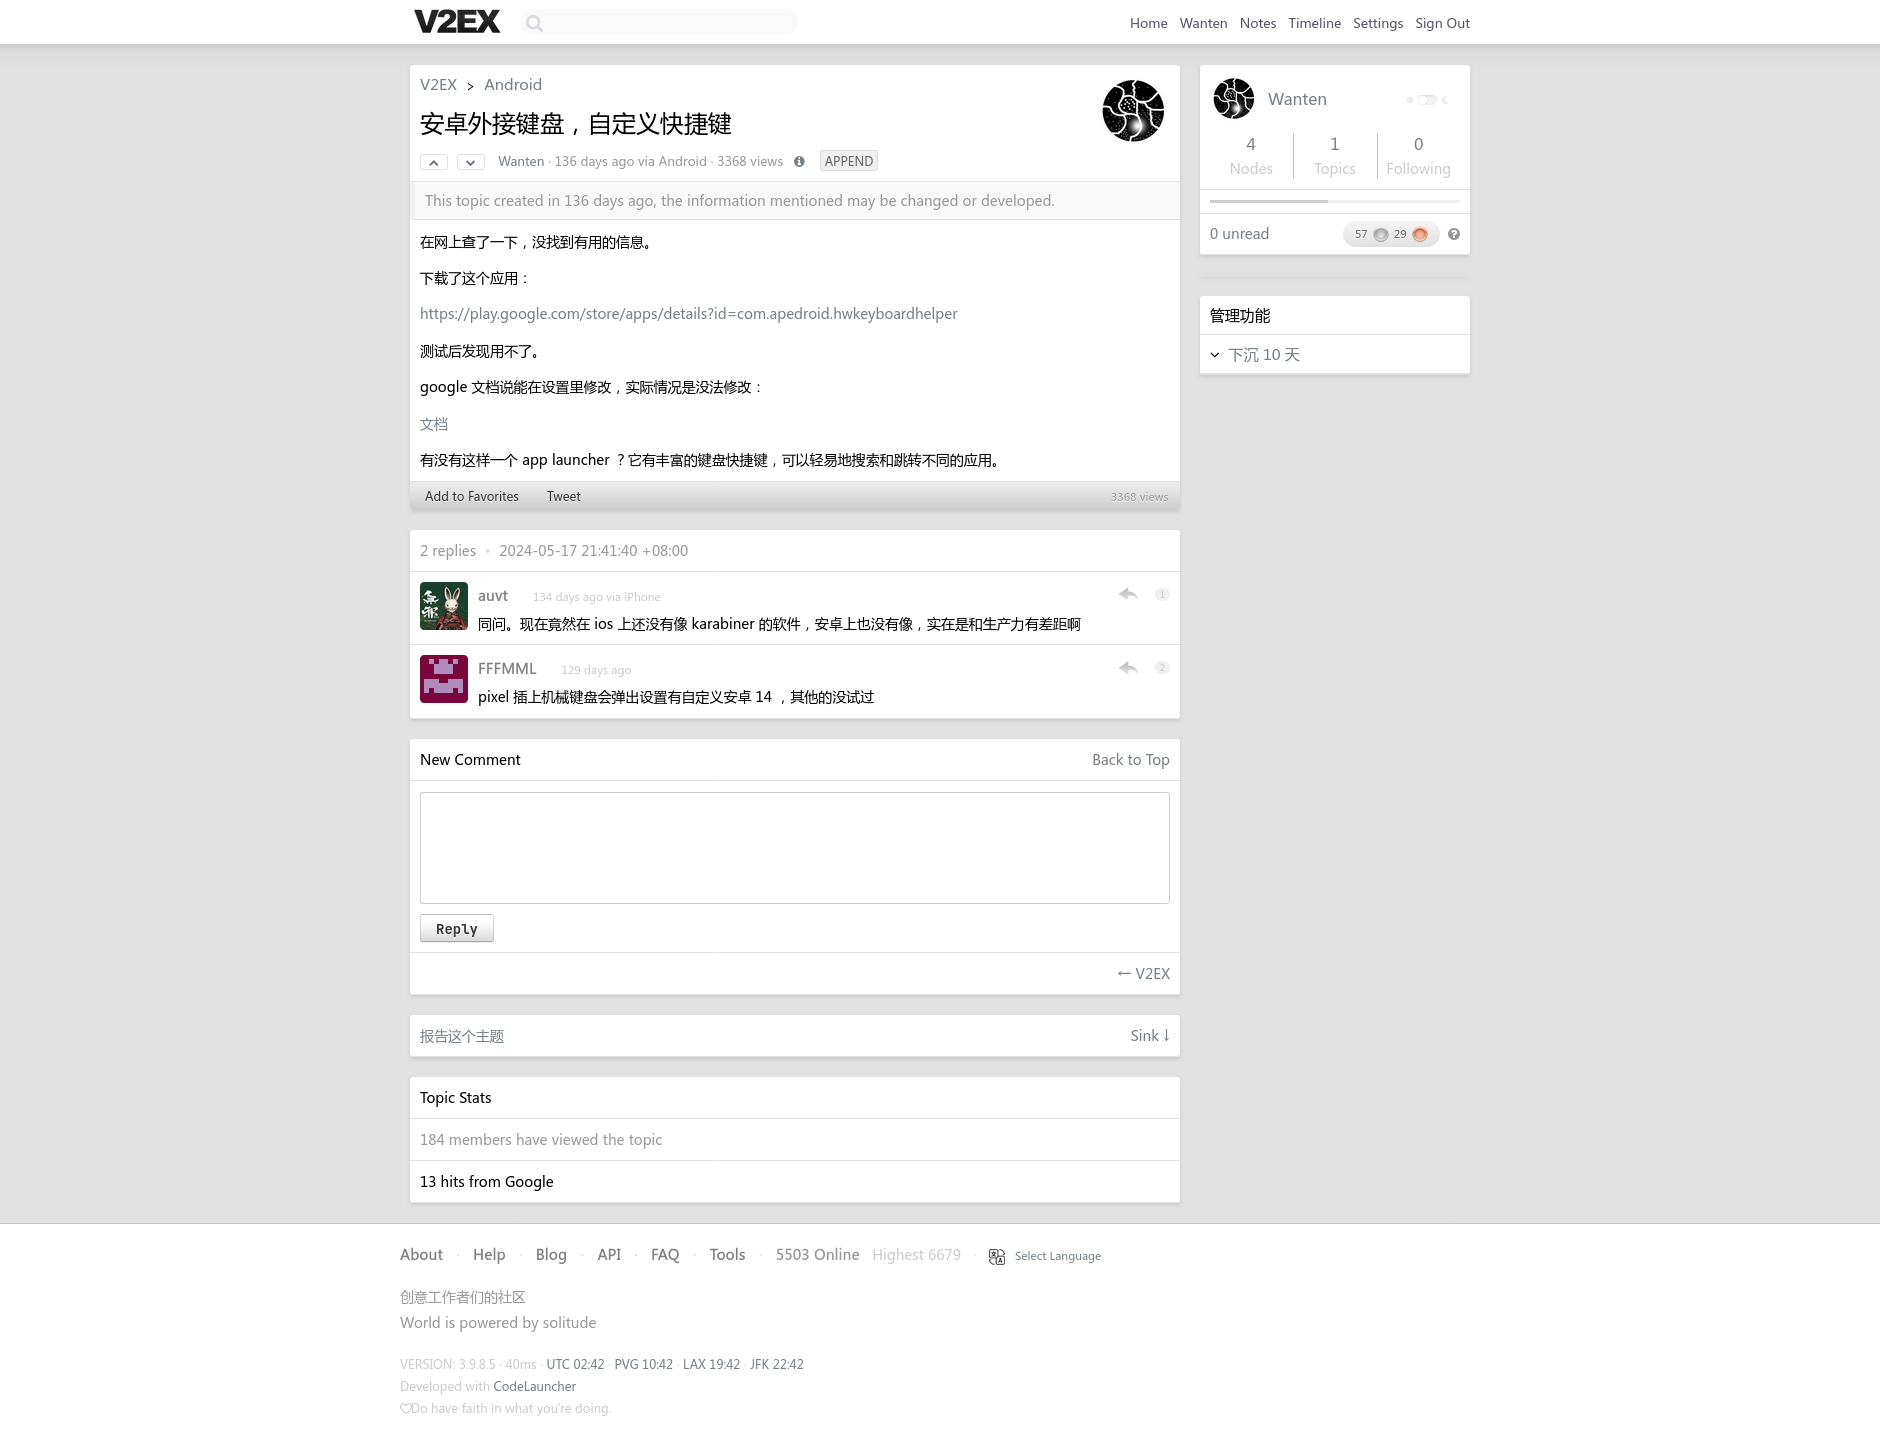 V2EX
Home Wanten Notes Timeline Settings Sign Out
V2EX > Android
安卓外接键盘，自定义快捷键
Wanten · 136 days ago via Android · 3368 views APPEND
This topic created in 136 days ago, the information mentioned may be changed or developed.
在网上查了一下，没找到有用的信息。
下载了这个应用：
https://play.google.com/store/apps/details?id=com.apedroid.hwkeyboardhelper
测试后发现用不了。
google 文档说能在设置里修改，实际情况是没法修改：
文档
有没有这样一个 app launcher ？它有丰富的键盘快捷键，可以轻易地搜索和跳转不同的应用。
Add to Favorites Tweet 3368 views
2 replies • 2024-05-17 21:41:40 +08:00
auvt 134 days ago via iPhone 1
同问。现在竟然在 ios 上还没有像 karabiner 的软件，安卓上也没有像，实在是和生产力有差距啊
FFFMML 129 days ago 2
pixel 插上机械键盘会弹出设置有自定义安卓 14 ，其他的没试过
New Comment Back to Top
Reply
← V2EX
报告这个主题 Sink ↓
Topic Stats
184 members have viewed the topic
13 hits from Google
Wanten
4 1 0
Nodes Topics Following
0 unread 57 29
管理功能
下沉 10 天
About · Help · Blog · API · FAQ · Tools · 5503 Online Highest 6679 · Select Language
创意工作者们的社区
World is powered by solitude
VERSION: 3.9.8.5 · 40ms · UTC 02:42 · PVG 10:42 · LAX 19:42 · JFK 22:42
Developed with CodeLauncher
♡Do have faith in what you're doing.